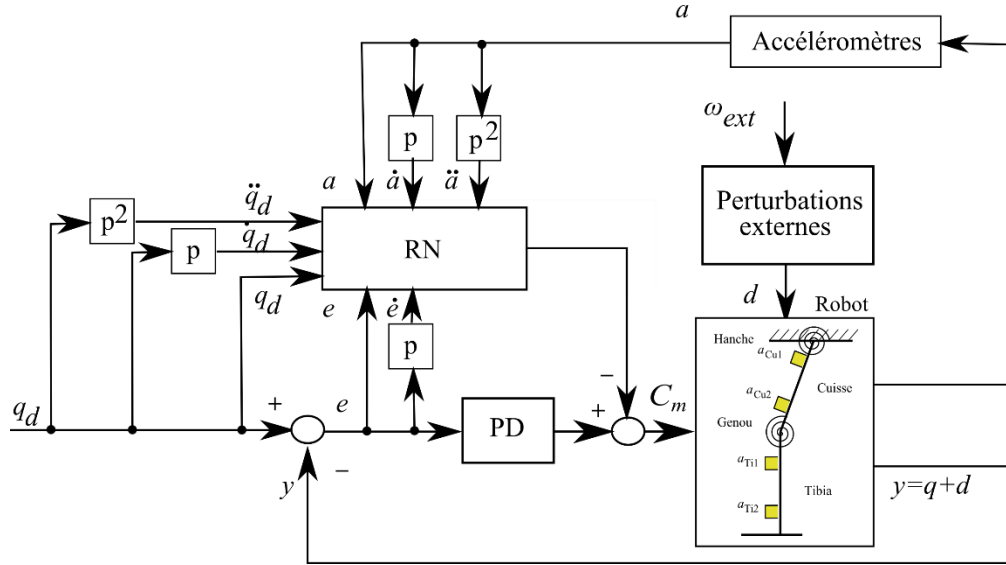 a
Accéléromètres
ω_ext
p
p²
a
ȧ
ä
Perturbations
externes
q̈_d
p²
q̇_d
p
RN
q_d
e
ė
d
Robot
p
Hanche
a_Cu1
a_Cu2
Cuisse
Genou
a_Ti1
a_Ti2
Tibia
q_d
+
e
−
y
PD
+
−
C_m
y=q+d